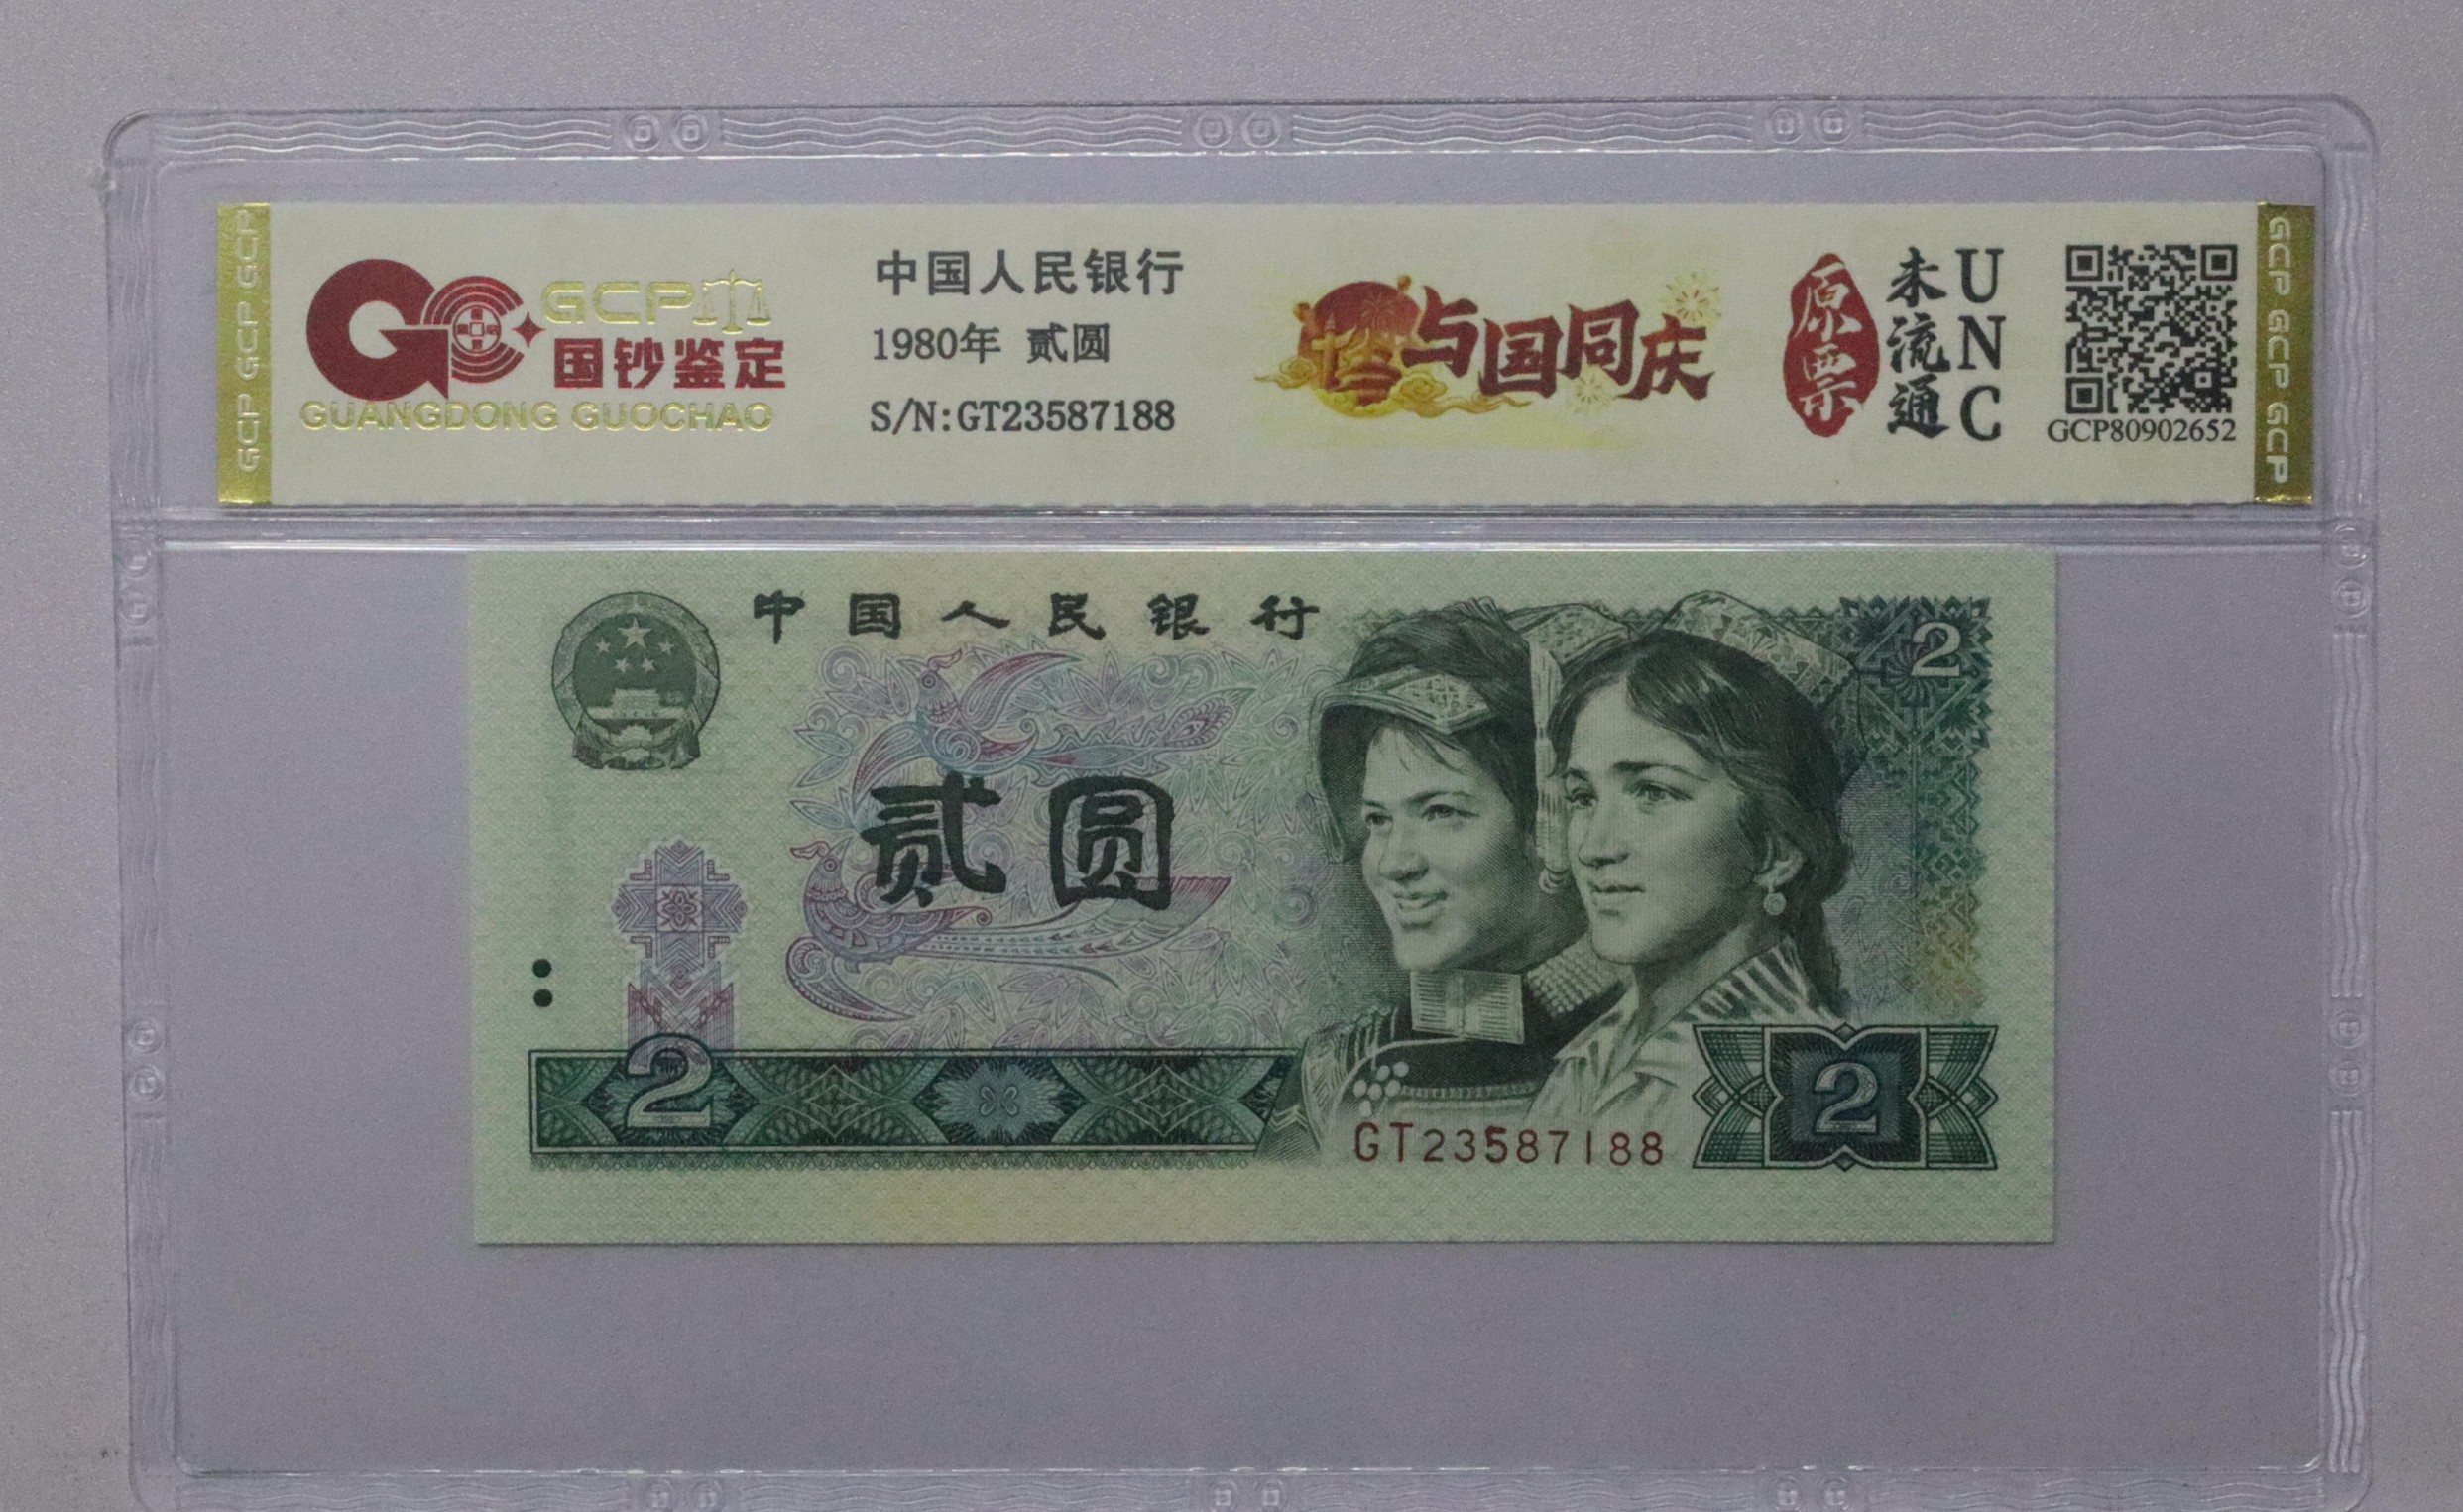 GCP GCP GCP
GCP
国钞鉴定
GUANGDONG GUOCHAO
中国人民银行
1980年 贰圆
S/N:GT23587188
与国同庆
原票
未流通
UNC
GCP80902652
GCP GCP GCP
中国人民银行
2
贰圆
2
GT23587188
2